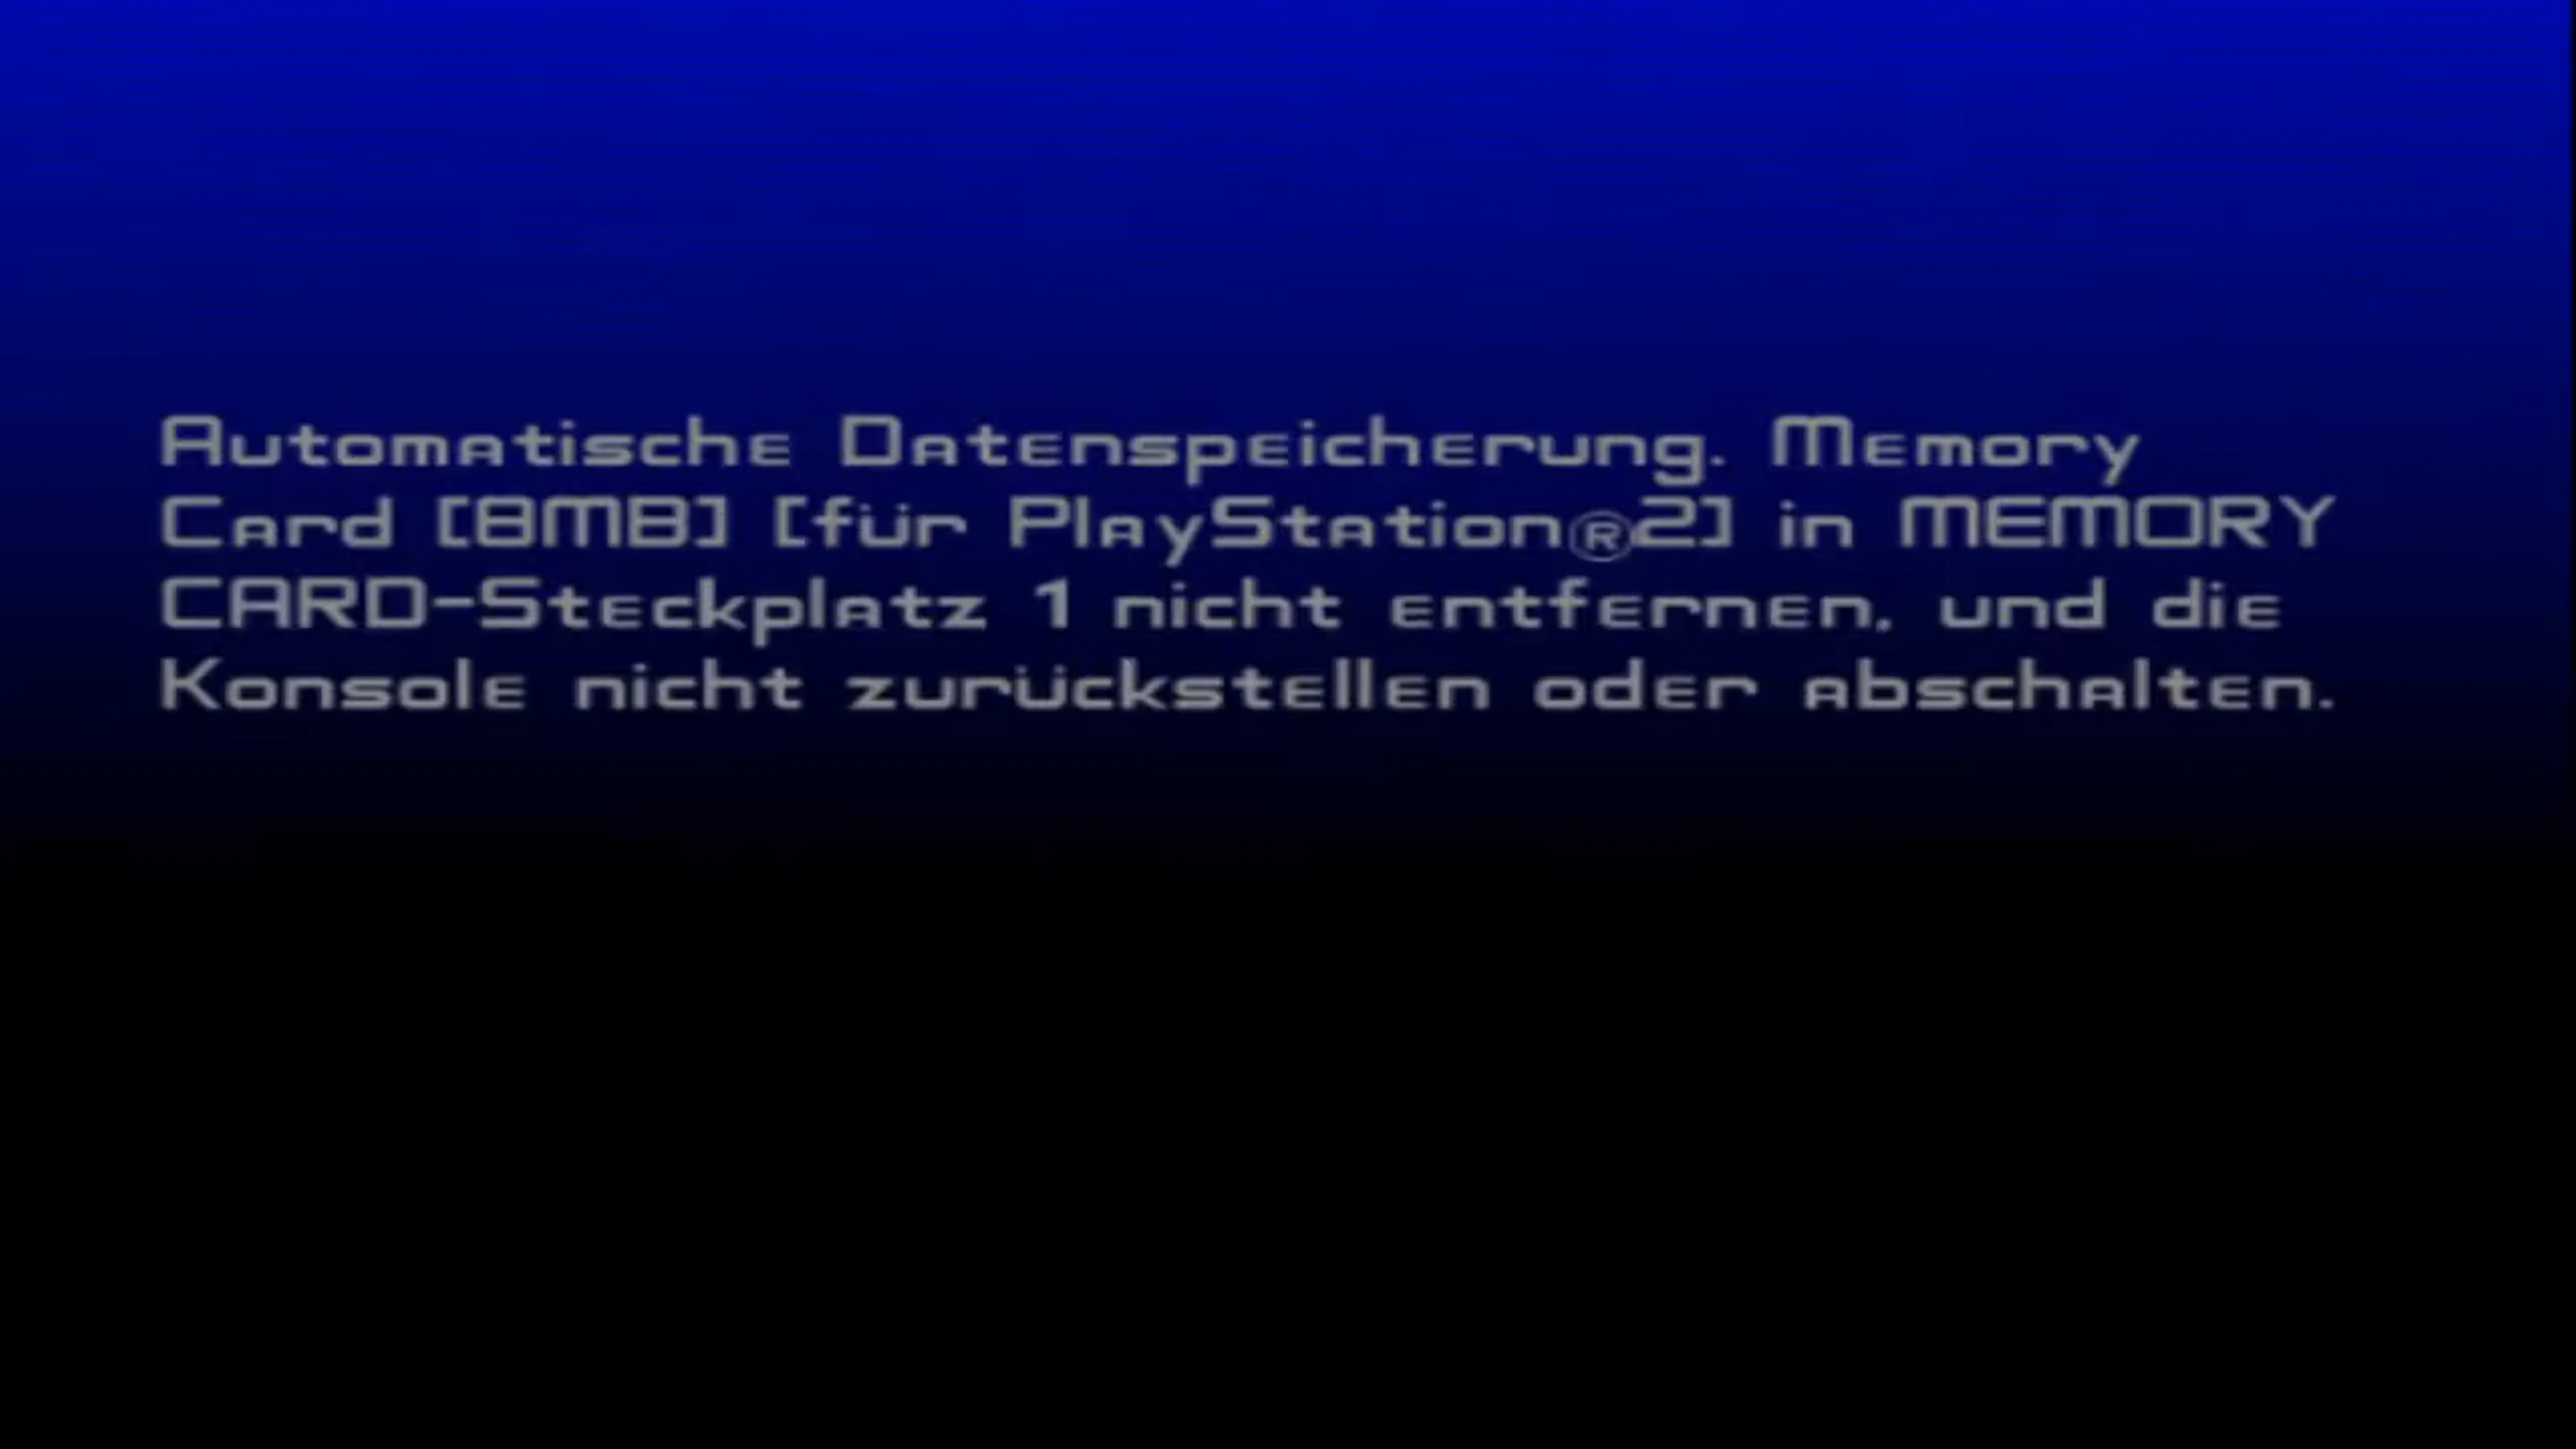 Automatische Datenspeicherung. Memory
Card [8MB] [für PlayStation®2] in MEMORY
CARD-Steckplatz 1 nicht entfernen, und die
Konsole nicht zurückstellen oder abschalten.